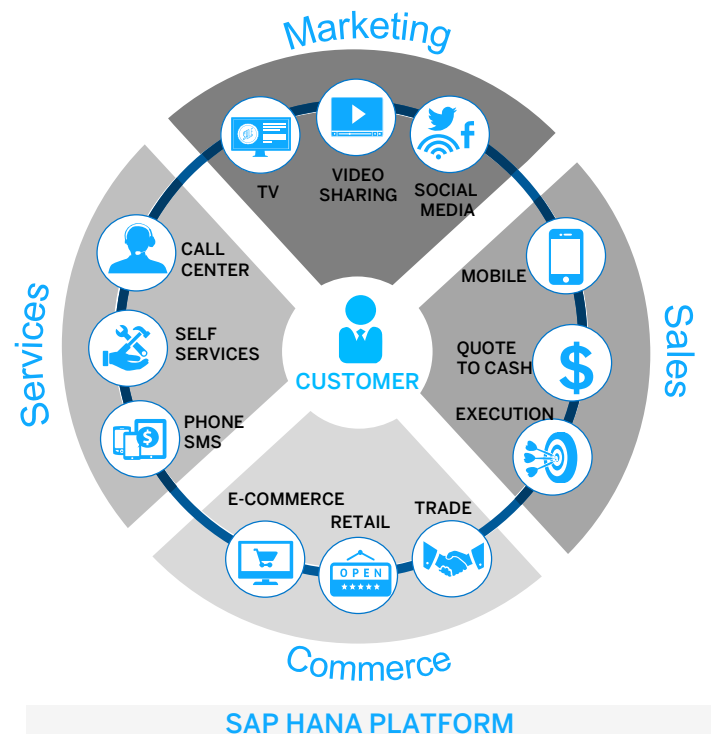 Marketing
TV
VIDEO
SHARING
SOCIAL
MEDIA
Sales
MOBILE
QUOTE
TO CASH
EXECUTION
Services
CALL
CENTER
SELF
SERVICES
PHONE
SMS
CUSTOMER
E-COMMERCE
RETAIL
TRADE
OPEN
Commerce
SAP HANA PLATFORM